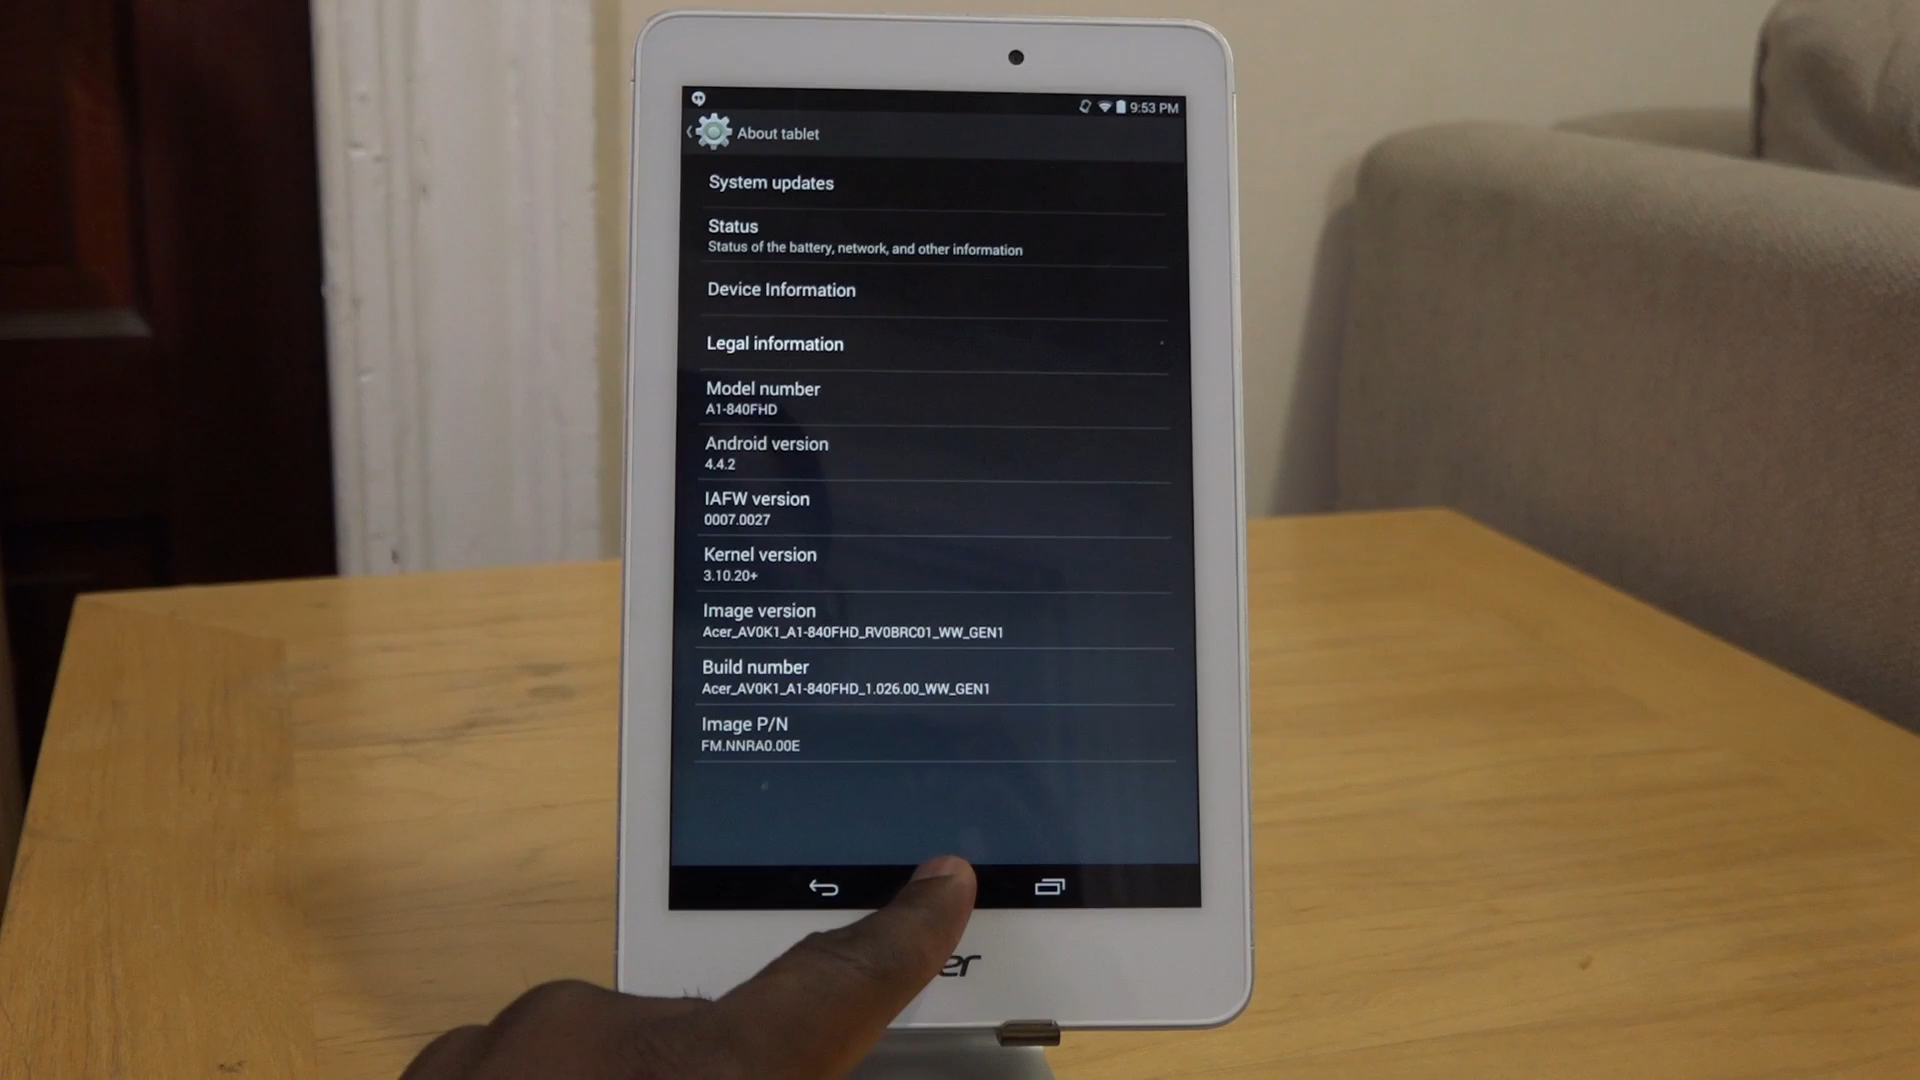 9:53 PM
About tablet
System updates
Status
Status of the battery, network, and other information
Device Information
Legal information
Model number
A1-840FHD
Android version
4.4.2
IAFW version
0007.0027
Kernel version
3.10.20+
Image version
Acer_AV0K1_A1-840FHD_RV0BRC01_WW_GEN1
Build number
Acer_AV0K1_A1-840FHD_1.026.00_WW_GEN1
Image P/N
FM.NNRA0.00E
er